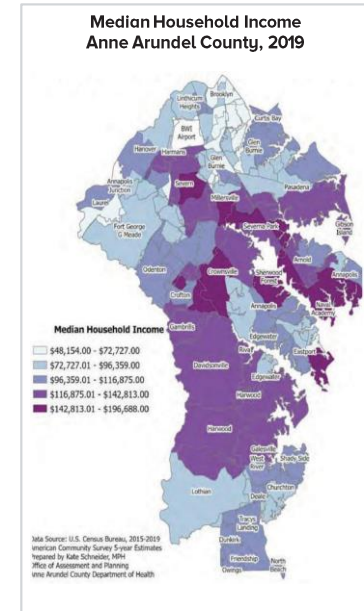 Median Household Income
Anne Arundel County, 2019
Brooklyn
Linthicum
Heights
Curtis Bay
BWI
Airport
Glen
Burnie
Hanover
Harmans
Glen
Burnie
Annapolis
Junction
Severn
Pasadena
Laurel
Millersville
Fort George
G Meade
Severna Park
Gibson
Island
Arnold
Odenton
Crownsville
Sherwood
Forest
Annapolis
Crofton
Annapolis
Naval
Academy
Gambrills
Edgewater
Riva
Eastport
Davidsonville
Edgewater
Harwood
Harwood
Galesville
West
River
Shady Side
Lothian
Churchton
Deale
Tracys
Landing
Dunkirk
Friendship
North
Beach
Owings
Median Household Income
$48,154.00 - $72,727.00
$72,727.01 - $96,359.00
$96,359.01 - $116,875.00
$116,875.01 - $142,813.00
$142,813.01 - $196,688.00
Data Source: U.S. Census Bureau, 2015-2019
American Community Survey 5-year Estimates
Prepared by Kate Schneider, MPH
Office of Assessment and Planning
Anne Arundel County Department of Health